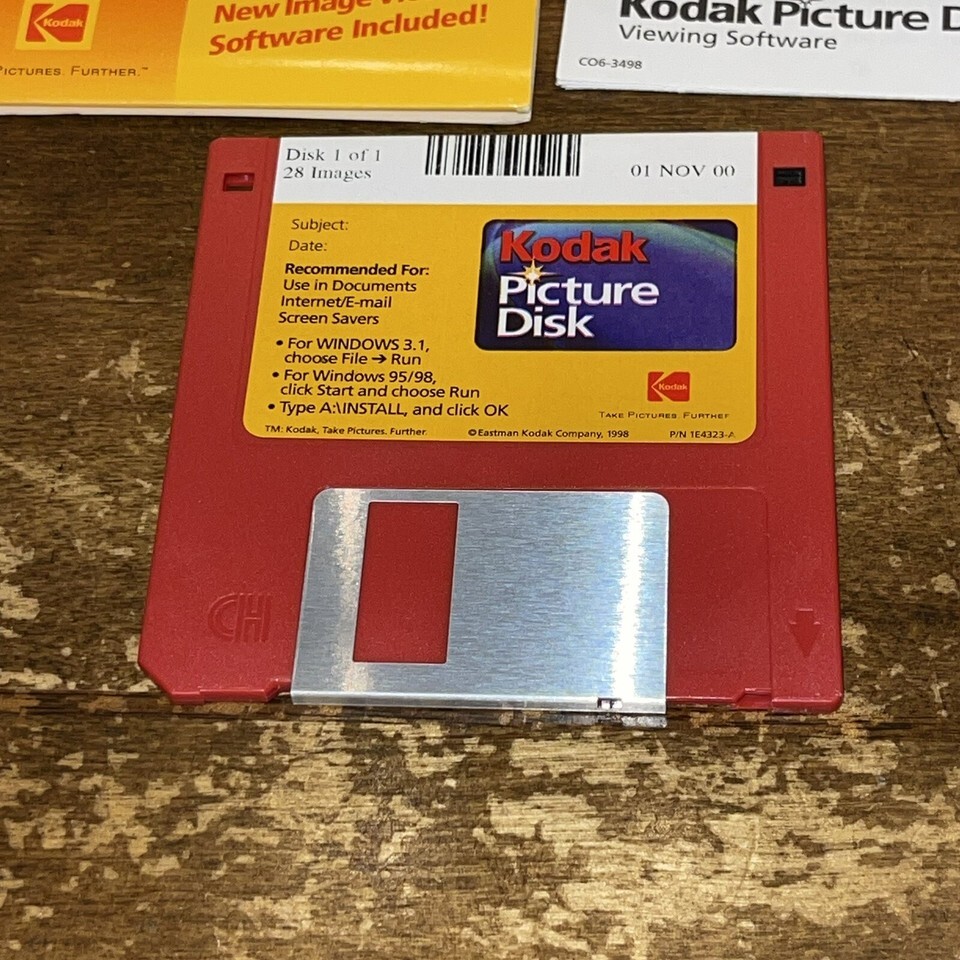 Kodak
New Image
Software Included!
PICTURES. FURTHER.™
Kodak Picture
Viewing Software
CO6-3498
Disk 1 of 1
28 Images
01 NOV 00
Subject:
Date:
Recommended For:
Use in Documents
Internet/E-mail
Screen Savers
• For WINDOWS 3.1,
choose File ➔ Run
• For Windows 95/98,
click Start and choose Run
• Type A:\INSTALL, and click OK
Kodak
Picture
Disk
Kodak
TAKE PICTURES. FURTHER
TM: Kodak, Take Pictures. Further.
©Eastman Kodak Company, 1998
P/N 1E4323-A
CH